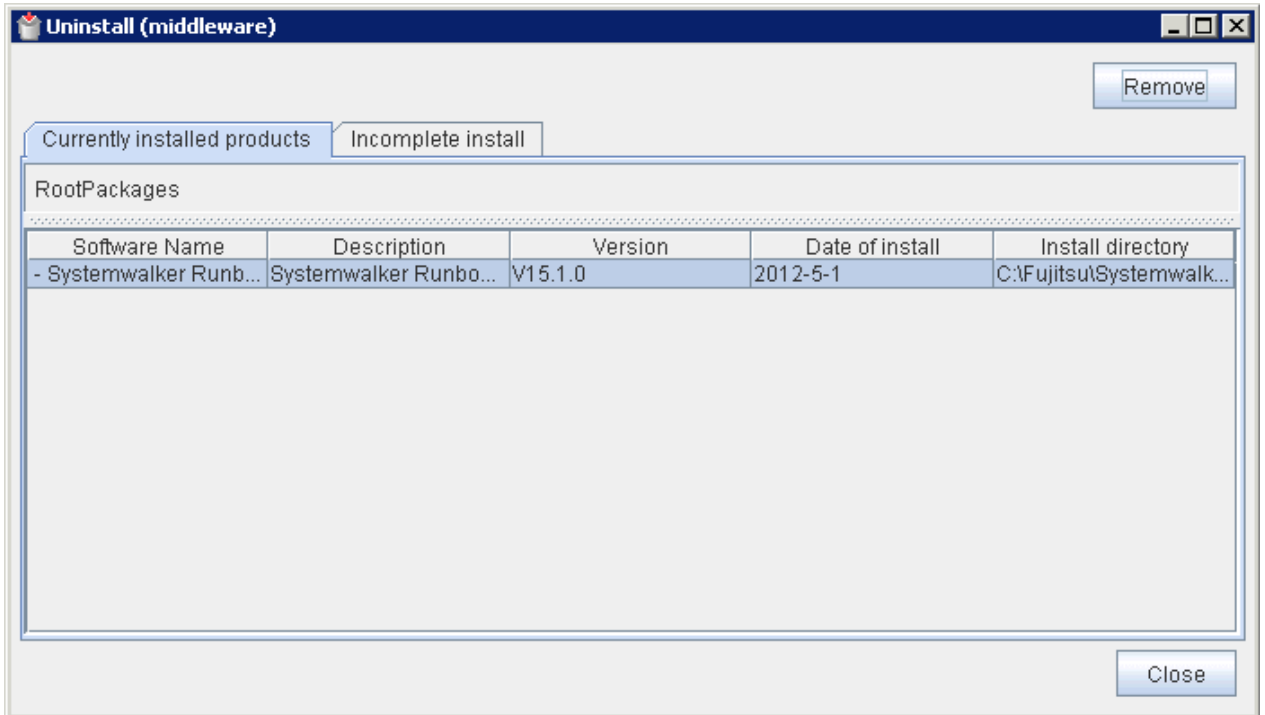 Uninstall (middleware)
Remove
Currently installed products Incomplete install
RootPackages
Software Name Description Version Date of install Install directory
- Systemwalker Runb... Systemwalker Runbo... V15.1.0 2012-5-1 C:\Fujitsu\Systemwalk...
Close